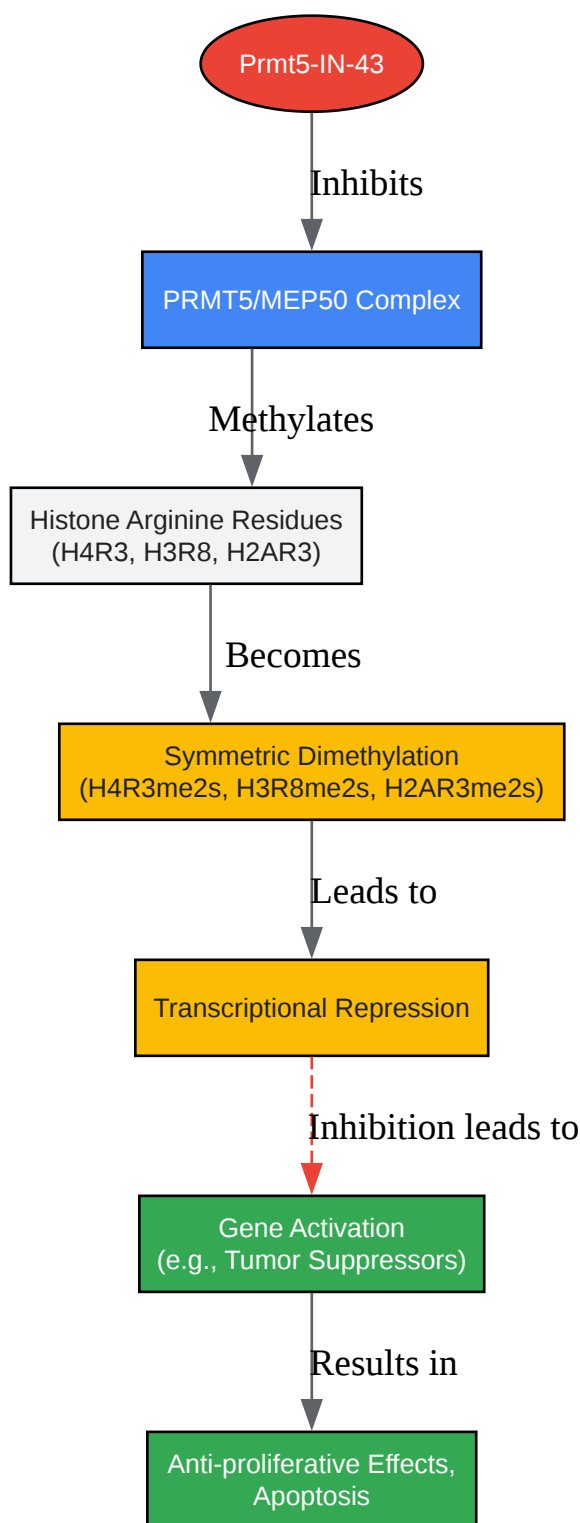 Prmt5-IN-43
Inhibits
PRMT5/MEP50 Complex
Methylates
Histone Arginine Residues
(H4R3, H3R8, H2AR3)
Becomes
Symmetric Dimethylation
(H4R3me2s, H3R8me2s, H2AR3me2s)
Leads to
Transcriptional Repression
Inhibition leads to
Gene Activation
(e.g., Tumor Suppressors)
Results in
Anti-proliferative Effects,
Apoptosis